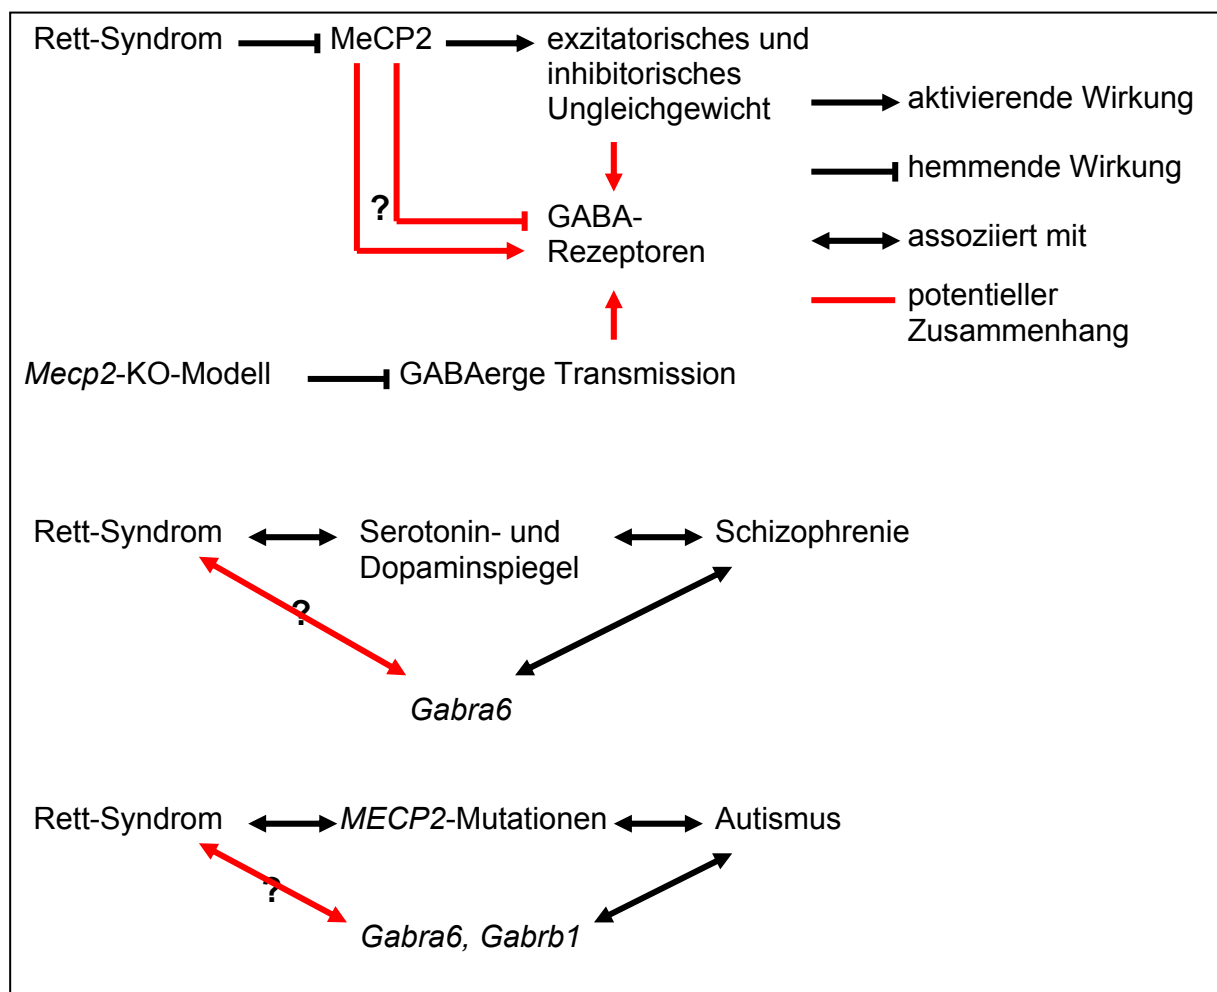 Rett-Syndrom MeCP2 exzitatorisches und
inhibitorisches
Ungleichgewicht
aktivierende Wirkung
hemmende Wirkung
assoziiert mit
potentieller
Zusammenhang
?
GABA-
Rezeptoren
Mecp2-KO-Modell GABAerge Transmission
Rett-Syndrom Serotonin- und Schizophrenie
Dopaminspiegel
?
Gabra6
Rett-Syndrom MECP2-Mutationen Autismus
?
Gabra6, Gabrb1